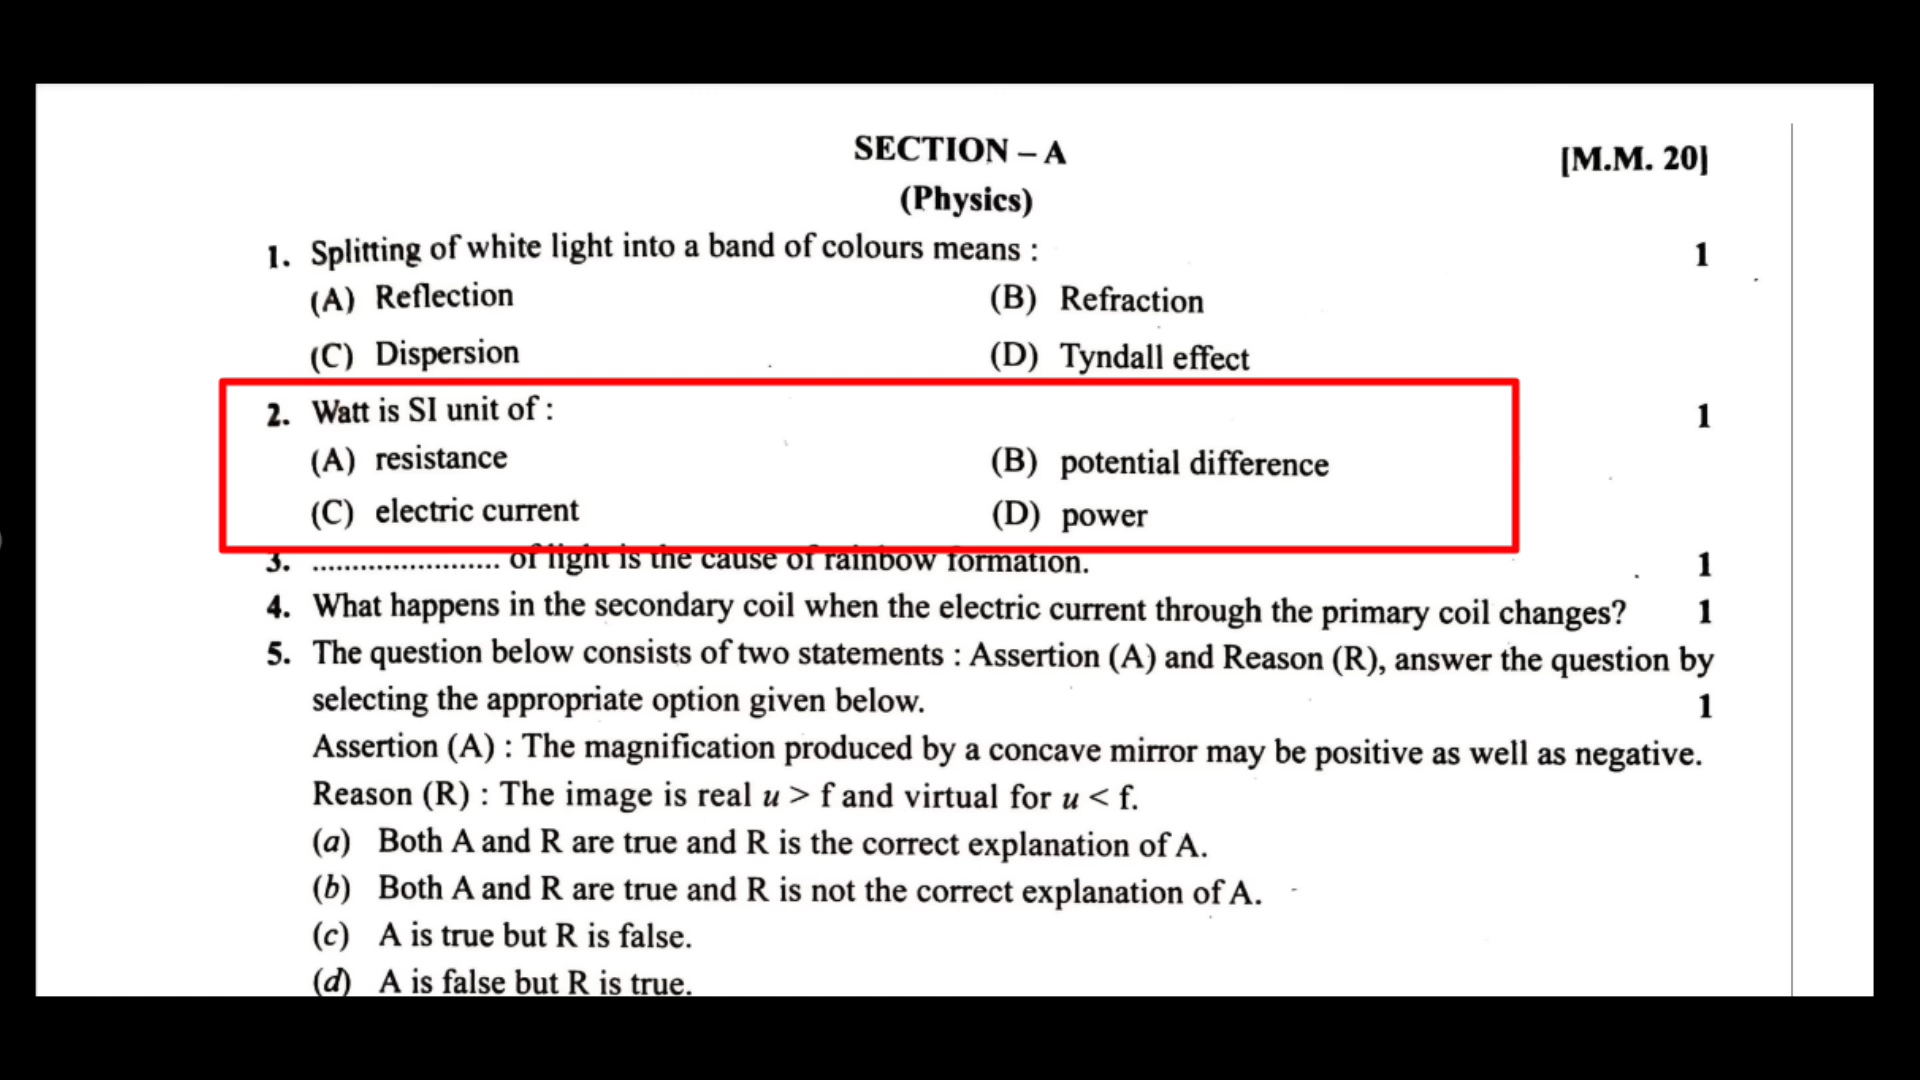 SECTION – A
[M.M. 20]
(Physics)
1. Splitting of white light into a band of colours means : 1
(A) Reflection (B) Refraction
(C) Dispersion (D) Tyndall effect
2. Watt is SI unit of : 1
(A) resistance (B) potential difference
(C) electric current (D) power
3. ........................ of light is the cause of rainbow formation. 1
4. What happens in the secondary coil when the electric current through the primary coil changes? 1
5. The question below consists of two statements : Assertion (A) and Reason (R), answer the question by
selecting the appropriate option given below. 1
Assertion (A) : The magnification produced by a concave mirror may be positive as well as negative.
Reason (R) : The image is real u > f and virtual for u < f.
(a) Both A and R are true and R is the correct explanation of A.
(b) Both A and R are true and R is not the correct explanation of A.
(c) A is true but R is false.
(d) A is false but R is true.